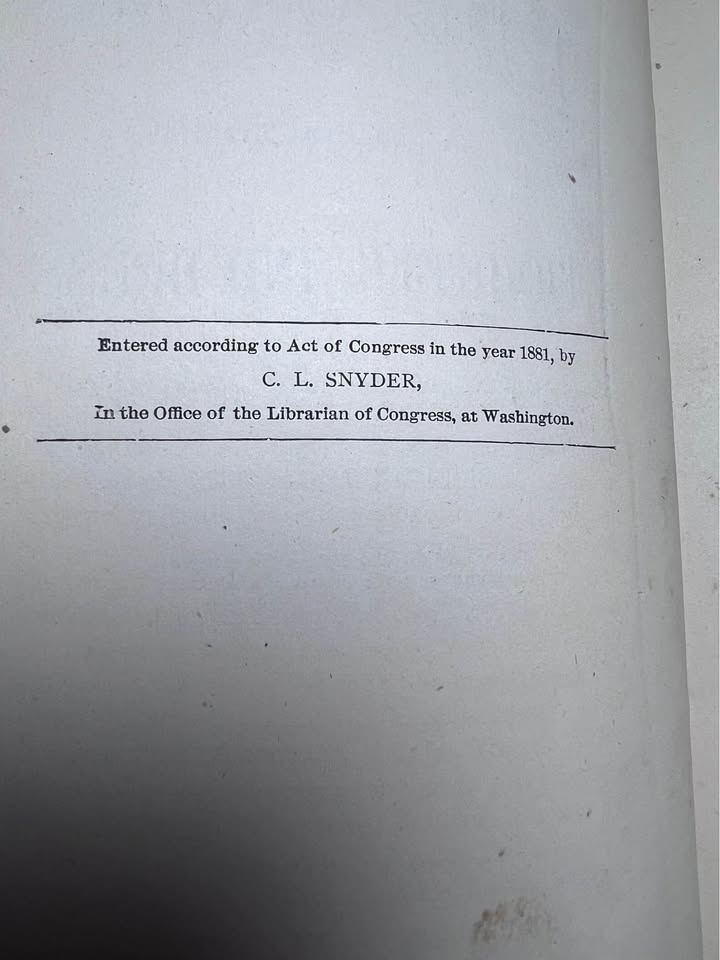 Entered according to Act of Congress in the year 1881, by
C. L. SNYDER,
In the Office of the Librarian of Congress, at Washington.